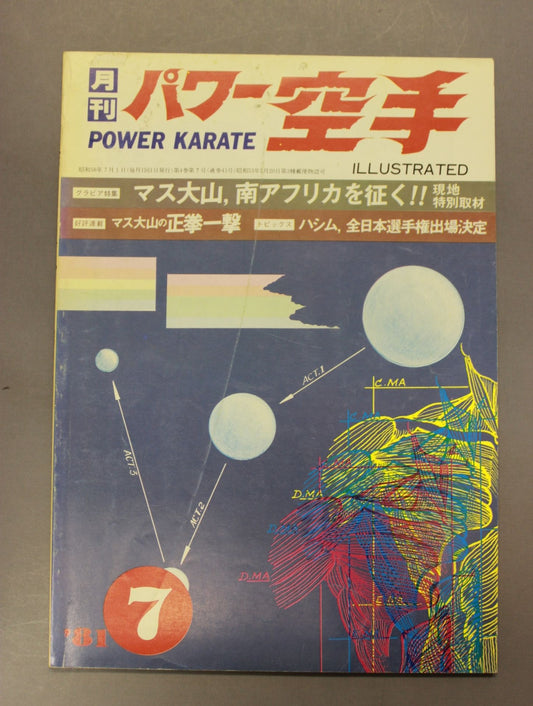 月刊 パワー空手
POWER KARATE
ILLUSTRATED
グラビア特集 マス大山,南アフリカを征く!! 現地特別取材
好評連載 マス大山の正拳一撃 トピックス ハシム,全日本選手権出場決定
ACT.1
C.MA
ACT.3
ACT.2
D.MA
D.MA
7
'81